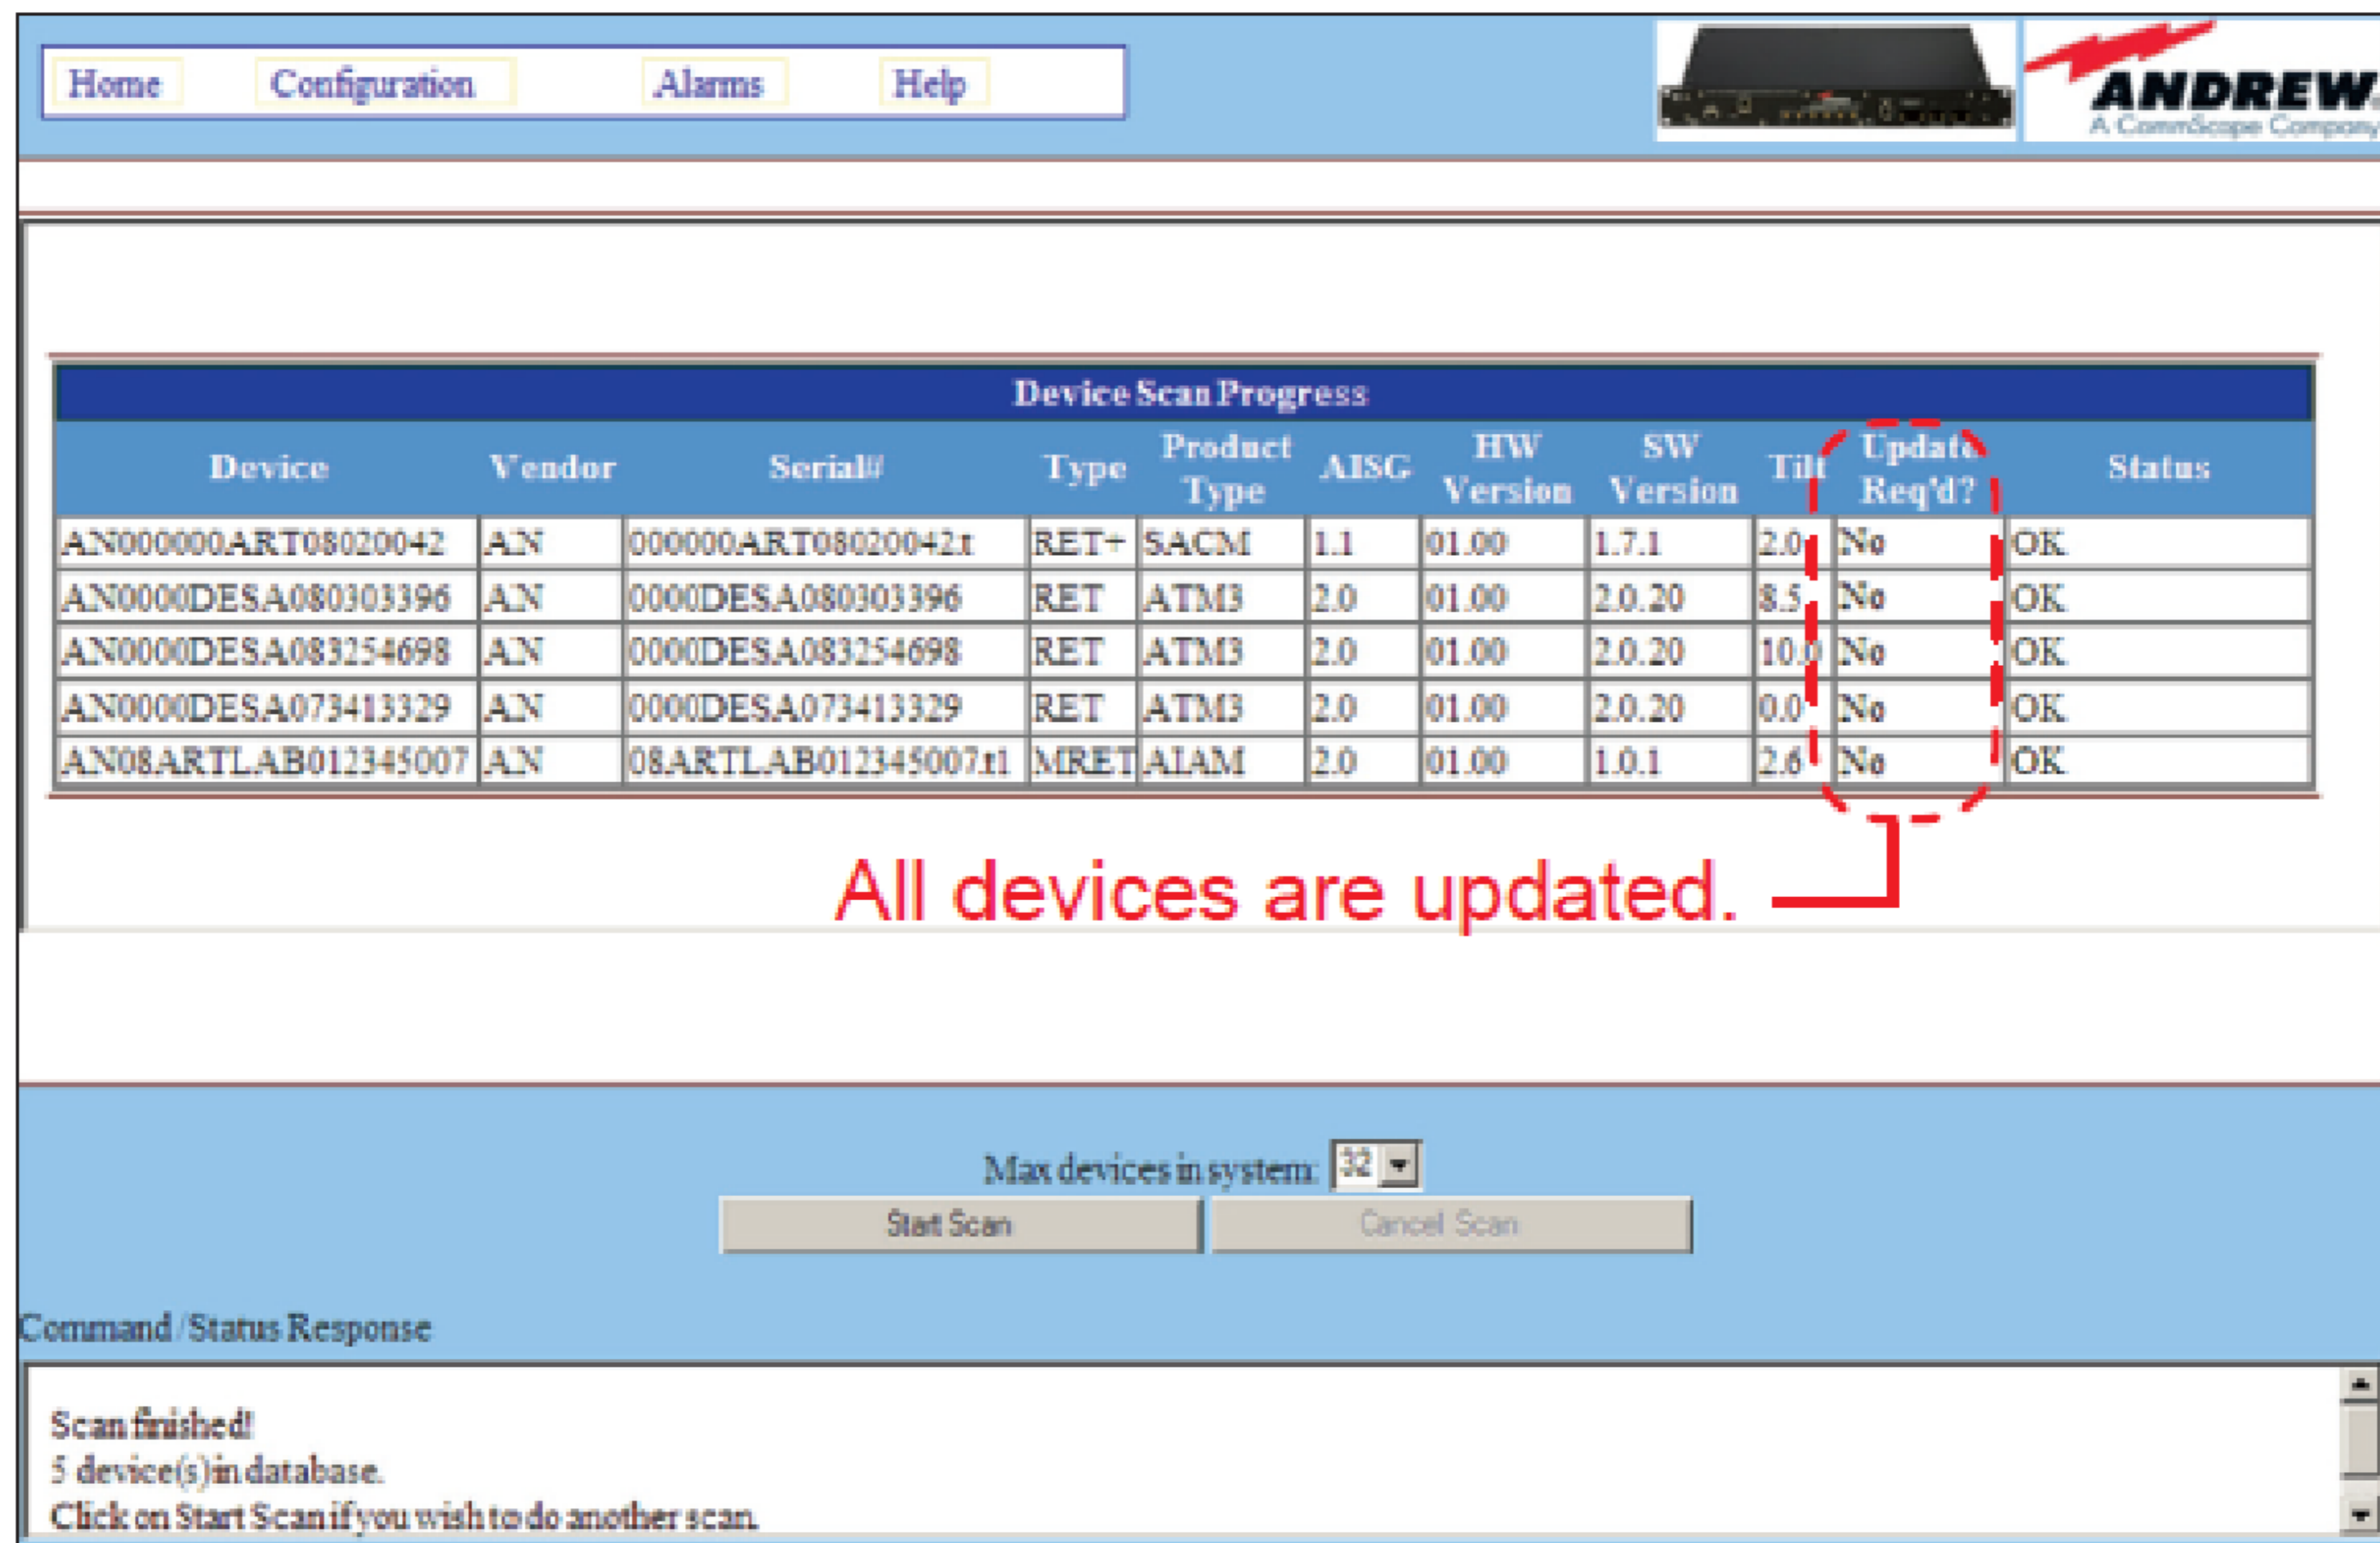 Home Configuration Alarms Help
ANDREW.
A CommScope Company
Device Scan Progress
Device Vendor Serial# Type Product Type AISG HW Version SW Version Tilt Update Req'd? Status
AN000000ART08020042 AN 000000ART08020042.t RET+ SACM 1.1 01.00 1.7.1 2.0 No OK
AN0000DESA080303396 AN 0000DESA080303396 RET ATM3 2.0 01.00 2.0.20 8.5 No OK
AN0000DESA083254698 AN 0000DESA083254698 RET ATM3 2.0 01.00 2.0.20 10.0 No OK
AN0000DESA073413329 AN 0000DESA073413329 RET ATM3 2.0 01.00 2.0.20 0.0 No OK
AN08ARTLAB012345007 AN 08ARTLAB012345007.t1 MRET AIAM 2.0 01.00 1.0.1 2.6 No OK
All devices are updated.
Max devices in system: 32
Start Scan Cancel Scan
Command / Status Response
Scan finished!
5 device(s) in database.
Click on Start Scan if you wish to do another scan.